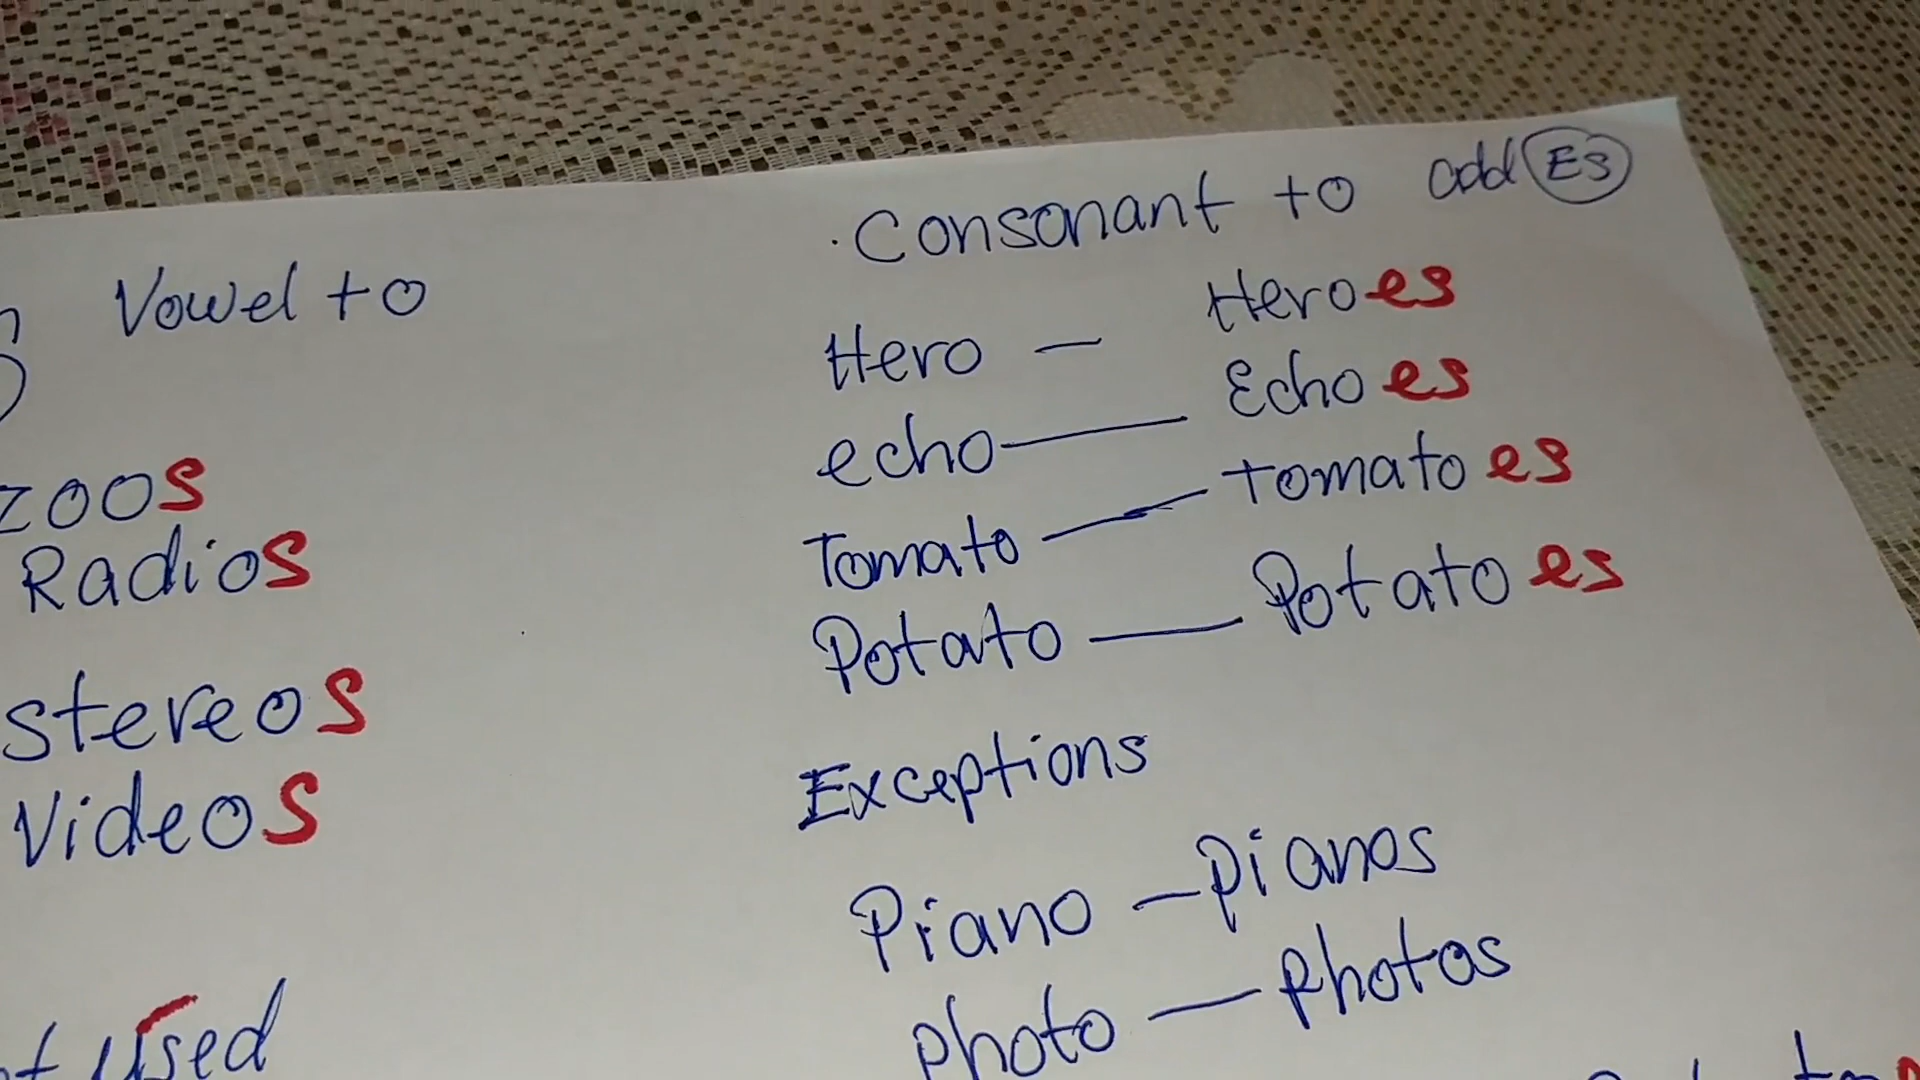 Vowel to
zoos
Radios
stereos
Videos
used
Consonant to add ES
Hero — Heroes
echo — Echoes
Tomato — tomatoes
Potato — Potatoes
Exceptions
Piano — pianos
photo — Photos